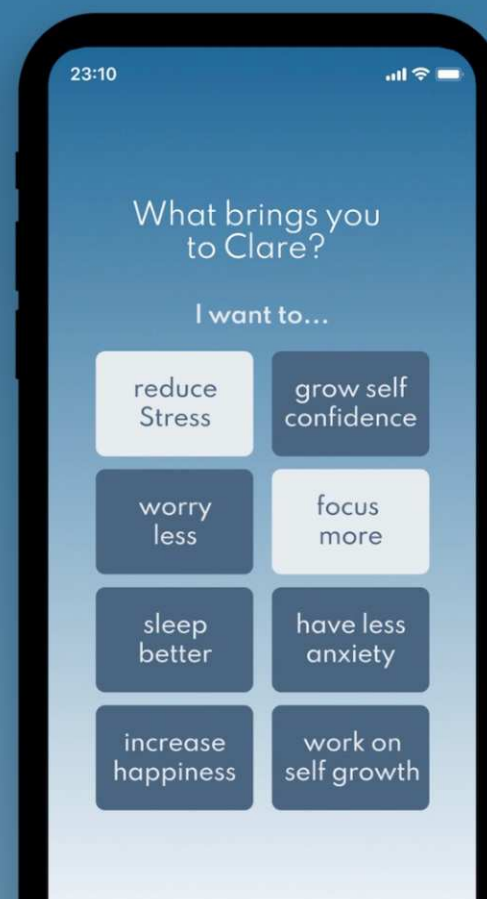 23:10
What brings you
to Clare?
I want to...
reduce
Stress
grow self
confidence
worry
less
focus
more
sleep
better
have less
anxiety
increase
happiness
work on
self growth